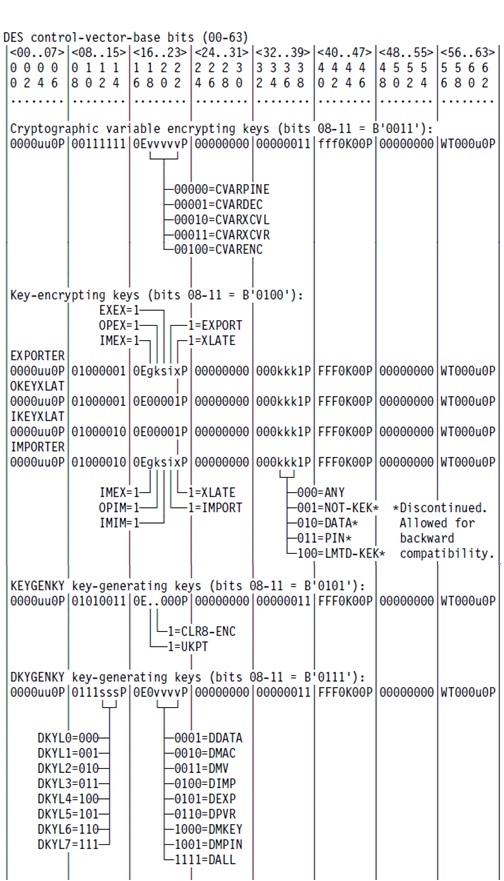 DES control-vector-base bits (00-63)
|<00..07>|<08..15>|<16..23>|<24..31>|<32..39>|<40..47>|<48..55>|<56..63>
|0 0 0 0 |0 1 1 1 |1 1 2 2 |2 2 2 3 |3 3 3 3 |4 4 4 4 |4 5 5 5 |5 5 6 6
|0 2 4 6 |8 0 2 4 |6 8 0 2 |4 6 8 0 |2 4 6 8 |0 2 4 6 |8 0 2 4 |6 8 0 2
|........|........|........|........|........|........|........|........
Cryptographic variable encrypting keys (bits 08-11 = B'0011'):
0000uu0P|00111111|0EvvvvvP|00000000|00000011|fff0K00P|00000000|WT000u0P
00000=CVARPINE
00001=CVARDEC
00010=CVARXCVL
00011=CVARXCVR
00100=CVARENC
Key-encrypting keys (bits 08-11 = B'0100'):
EXEX=1
OPEX=1 1=EXPORT
IMEX=1 1=XLATE
EXPORTER
0000uu0P|01000001|0EgksixP|00000000|000kkk1P|FFF0K00P|00000000|WT000u0P
OKEYXLAT
0000uu0P|01000001|0E00001P|00000000|000kkk1P|FFF0K00P|00000000|WT000u0P
IKEYXLAT
0000uu0P|01000010|0E00001P|00000000|000kkk1P|FFF0K00P|00000000|WT000u0P
IMPORTER
0000uu0P|01000010|0EgksixP|00000000|000kkk1P|FFF0K00P|00000000|WT000u0P
IMEX=1 1=XLATE 000=ANY
OPIM=1 1=IMPORT 001=NOT-KEK* *Discontinued.
IMIM=1 010=DATA* Allowed for
011=PIN* backward
100=LMTD-KEK* compatibility.
KEYGENKY key-generating keys (bits 08-11 = B'0101'):
0000uu0P|01010011|0E..000P|00000000|00000011|FFF0K00P|00000000|WT000u0P
1=CLR8-ENC
1=UKPT
DKYGENKY key-generating keys (bits 08-11 = B'0111'):
0000uu0P|0111sssP|0E0vvvvP|00000000|00000011|FFF0K00P|00000000|WT000u0P
DKYL0=000 0001=DDATA
DKYL1=001 0010=DMAC
DKYL2=010 0011=DMV
DKYL3=011 0100=DIMP
DKYL4=100 0101=DEXP
DKYL5=101 0110=DPVR
DKYL6=110 1000=DMKEY
DKYL7=111 1001=DMPIN
1111=DALL